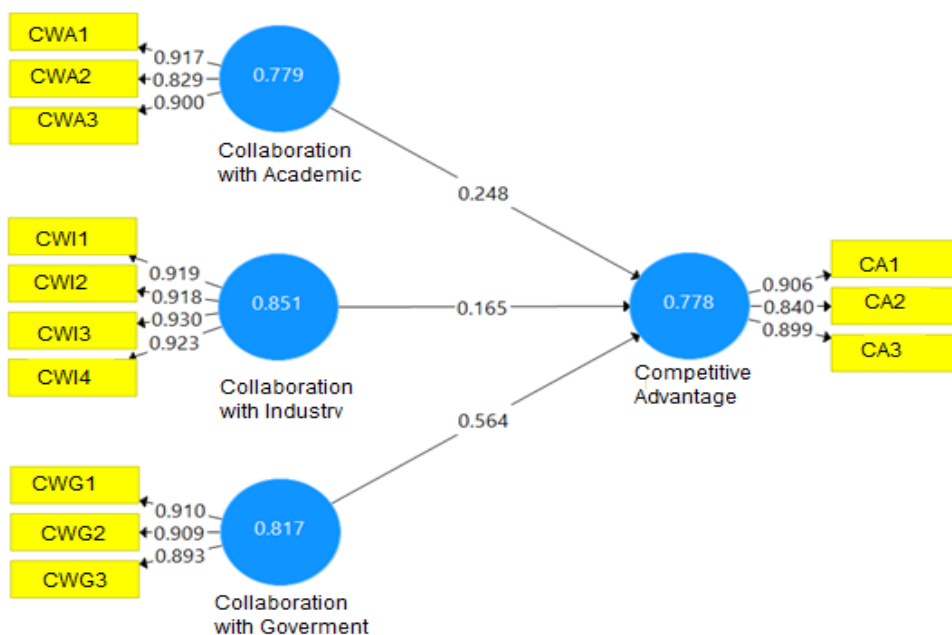 CWA1
0.917
CWA2
0.829
CWA3
0.900
0.779
Collaboration
with Academic
0.248
CWI1
0.919
CWI2
0.918
CWI3
0.930
CWI4
0.923
0.851
Collaboration
with Industry
0.165
0.778
Competitive
Advantage
0.906
CA1
0.840
CA2
0.899
CA3
0.564
CWG1
0.910
CWG2
0.909
CWG3
0.893
0.817
Collaboration
with Goverment